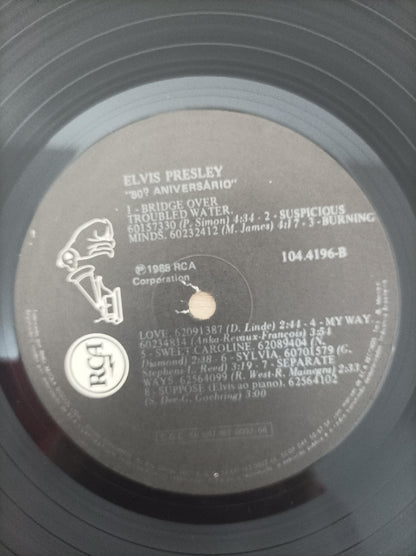 ELVIS PRESLEY
"50º ANIVERSÁRIO"
1 - BRIDGE OVER
TROUBLED WATER,
60157330 (P. Simon) 4:34 - 2 - SUSPICIOUS
MINDS, 60232412 (M. James) 4:17 - 3 - BURNING
104.4196-B
℗1985 RCA
Corporation
LOVE, 62091387 (D. Linde) 2:44 - 4 - MY WAY,
60234814 (Anka-Revaux-François) 3:54
5 - SWEET CAROLINE, 62089404 (N.
Diamond) 2:48 - 6 - SYLVIA, 60701579 (G.
Stephens-L. Reed) 3:19 - 7 - SEPARATE
WAYS, 62564099 (R. West-R. Mainegra) 2:33
8 - SUPPOSE (Elvis ao piano), 62564102
(S. Dee-G. Goehring) 3:00
RCA